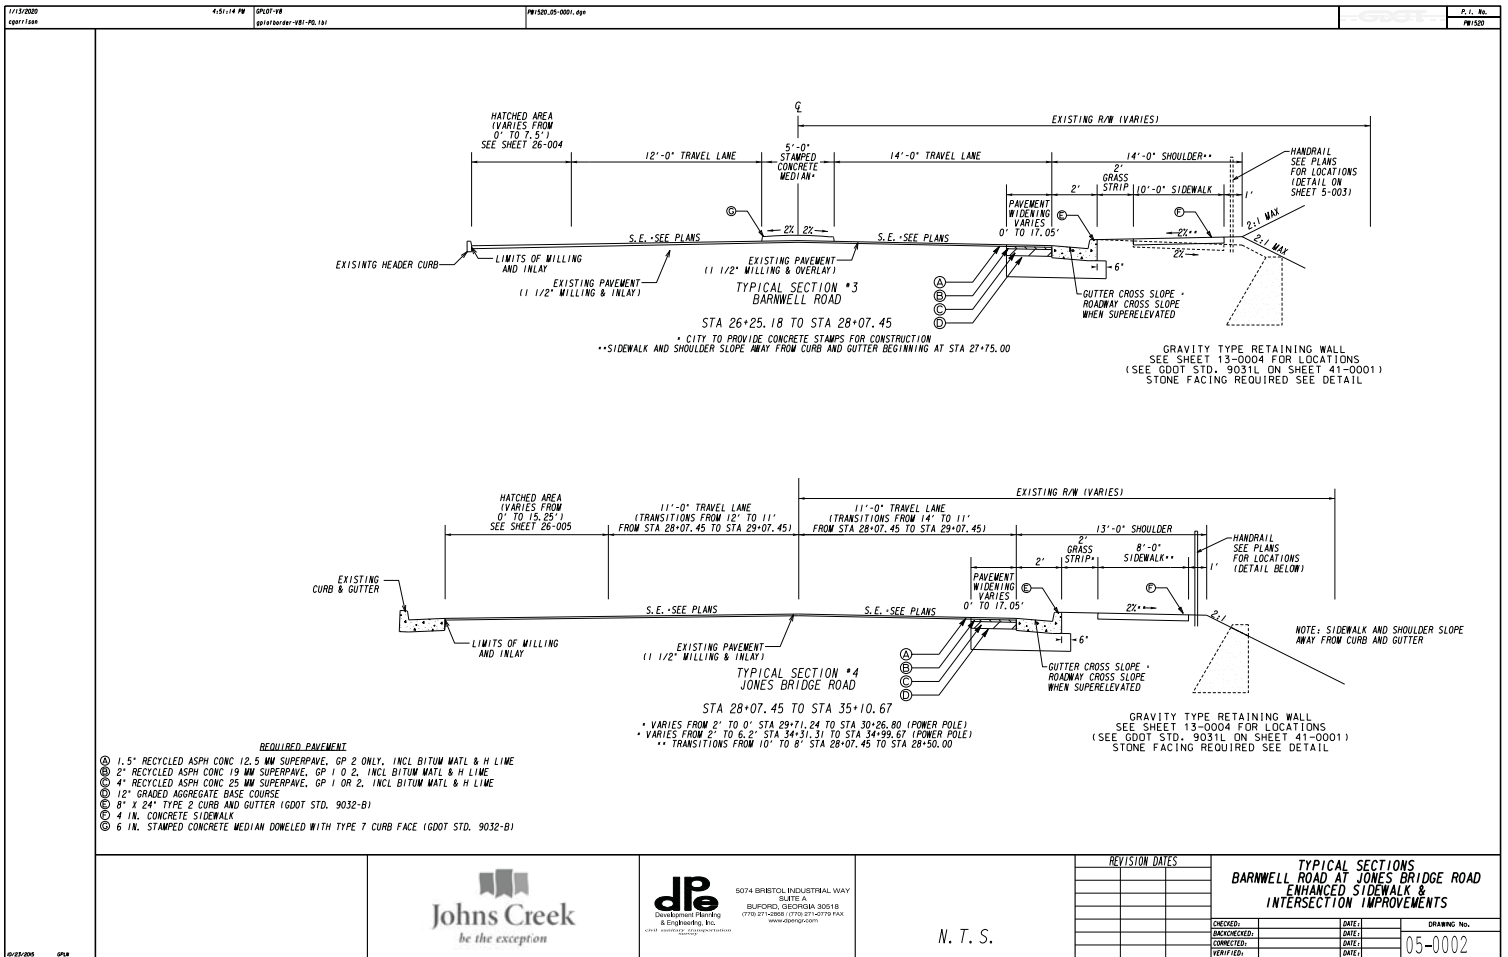 1/13/2020
cgarrison
4:51:14 PM
GPLOT-V8
gplotborder-V8i-PO.tbl
PW1520_05-0001.dgn
GDOT
P.I. No.
PW1520
HATCHED AREA
(VARIES FROM
0' TO 7.5')
SEE SHEET 26-004
12'-0" TRAVEL LANE
5'-0"
STAMPED
CONCRETE
MEDIAN*
14'-0" TRAVEL LANE
EXISTING R/W (VARIES)
14'-0" SHOULDER**
2'
GRASS
STRIP
10'-0" SIDEWALK
2'
1'
PAVEMENT
WIDENING
VARIES
0' TO 17.05'
HANDRAIL
SEE PLANS
FOR LOCATIONS
(DETAIL ON
SHEET 5-003)
G
E
F
2% 2%
2%**
2%
2:1 MAX
2:1 MAX
S.E. *SEE PLANS
S.E. *SEE PLANS
EXISINTG HEADER CURB
LIMITS OF MILLING
AND INLAY
EXISTING PAVEMENT
(1 1/2" MILLING & INLAY)
EXISTING PAVEMENT
(1 1/2" MILLING & OVERLAY)
A
B
C
D
6"
GUTTER CROSS SLOPE =
ROADWAY CROSS SLOPE
WHEN SUPERELEVATED
TYPICAL SECTION #3
BARNWELL ROAD
STA 26+25.18 TO STA 28+07.45
* CITY TO PROVIDE CONCRETE STAMPS FOR CONSTRUCTION
**SIDEWALK AND SHOULDER SLOPE AWAY FROM CURB AND GUTTER BEGINNING AT STA 27+75.00
GRAVITY TYPE RETAINING WALL
SEE SHEET 13-0004 FOR LOCATIONS
(SEE GDOT STD. 9031L ON SHEET 41-0001)
STONE FACING REQUIRED SEE DETAIL
HATCHED AREA
(VARIES FROM
0' TO 15.25')
SEE SHEET 26-005
11'-0" TRAVEL LANE
(TRANSITIONS FROM 12' TO 11'
FROM STA 28+07.45 TO STA 29+07.45)
11'-0" TRAVEL LANE
(TRANSITIONS FROM 14' TO 11'
FROM STA 28+07.45 TO STA 29+07.45)
EXISTING R/W (VARIES)
13'-0" SHOULDER
2'
GRASS
STRIP*
8'-0"
SIDEWALK**
2'
1'
PAVEMENT
WIDENING
VARIES
0' TO 17.05'
HANDRAIL
SEE PLANS
FOR LOCATIONS
(DETAIL BELOW)
EXISTING
CURB & GUTTER
E
F
2%**
2:1
S.E. *SEE PLANS
S.E. *SEE PLANS
LIMITS OF MILLING
AND INLAY
EXISTING PAVEMENT
(1 1/2" MILLING & INLAY)
A
B
C
D
6"
GUTTER CROSS SLOPE =
ROADWAY CROSS SLOPE
WHEN SUPERELEVATED
NOTE: SIDEWALK AND SHOULDER SLOPE
AWAY FROM CURB AND GUTTER
TYPICAL SECTION #4
JONES BRIDGE ROAD
STA 28+07.45 TO STA 35+10.67
* VARIES FROM 2' TO 0' STA 29+71.24 TO STA 30+26.80 (POWER POLE)
* VARIES FROM 2' TO 6.2' STA 34+31.31 TO STA 34+99.67 (POWER POLE)
** TRANSITIONS FROM 10' TO 8' STA 28+07.45 TO STA 28+50.00
GRAVITY TYPE RETAINING WALL
SEE SHEET 13-0004 FOR LOCATIONS
(SEE GDOT STD. 9031L ON SHEET 41-0001)
STONE FACING REQUIRED SEE DETAIL
REQUIRED PAVEMENT
A 1.5" RECYCLED ASPH CONC 12.5 MM SUPERPAVE, GP 2 ONLY, INCL BITUM MATL & H LIME
B 2" RECYCLED ASPH CONC 19 MM SUPERPAVE, GP 1 O 2, INCL BITUM MATL & H LIME
C 4" RECYCLED ASPH CONC 25 MM SUPERPAVE, GP 1 OR 2, INCL BITUM MATL & H LIME
D 12" GRADED AGGREGATE BASE COURSE
E 8" X 24" TYPE 2 CURB AND GUTTER (GDOT STD. 9032-B)
F 4 IN. CONCRETE SIDEWALK
G 6 IN. STAMPED CONCRETE MEDIAN DOWELED WITH TYPE 7 CURB FACE (GDOT STD. 9032-B)
Johns Creek
be the exception
dpe
Development Planning
& Engineering, Inc.
civil sanitary transportation
survey
5074 BRISTOL INDUSTRIAL WAY
SUITE A
BUFORD, GEORGIA 30518
(770) 271-2868 / (770) 271-0779 FAX
www.dpengr.com
N.T.S.
REVISION DATES
TYPICAL SECTIONS
BARNWELL ROAD AT JONES BRIDGE ROAD
ENHANCED SIDEWALK &
INTERSECTION IMPROVEMENTS
CHECKED: DATE:
BACKCHECKED: DATE:
CORRECTED: DATE:
VERIFIED: DATE:
DRAWING No.
05-0002
10/23/2015 GPLN